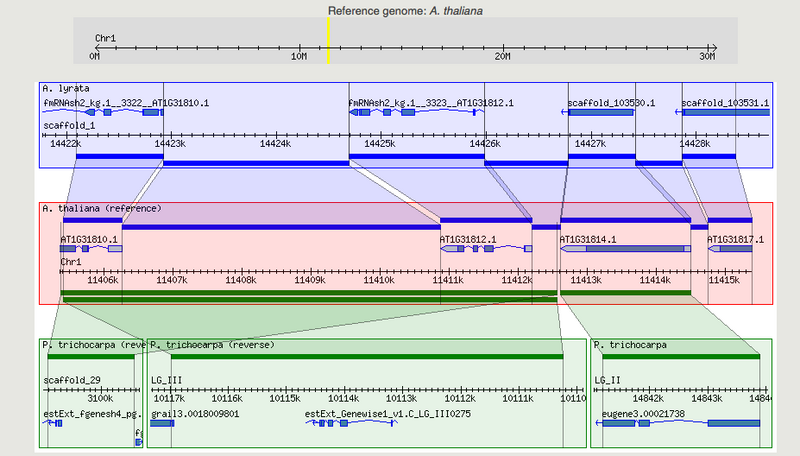 Reference genome: A. thaliana
Chr1
0M 10M 20M 30M
A. lyrata
fmRNAsh2_kg.1__3322__AT1G31810.1 fmRNAsh2_kg.1__3323__AT1G31812.1 scaffold_103530.1 scaffold_103531.1
scaffold_1
14422k 14423k 14424k 14425k 14426k 14427k 14428k
A. thaliana (reference)
AT1G31810.1 AT1G31812.1 AT1G31814.1 AT1G31817.1
Chr1
11406k 11407k 11408k 11409k 11410k 11411k 11412k 11413k 11414k 11415k
P. trichocarpa (reve P. trichocarpa (reverse) P. trichocarpa
scaffold_29 LG_III LG_II
3100k 10117k 10116k 10115k 10114k 10113k 10112k 10111k 10110 14842k 14843k 1484
estExt_fgenesh4_pg. grail3.0018009801 estExt_Genewise1_v1.C_LG_III0275 eugene3.00021738